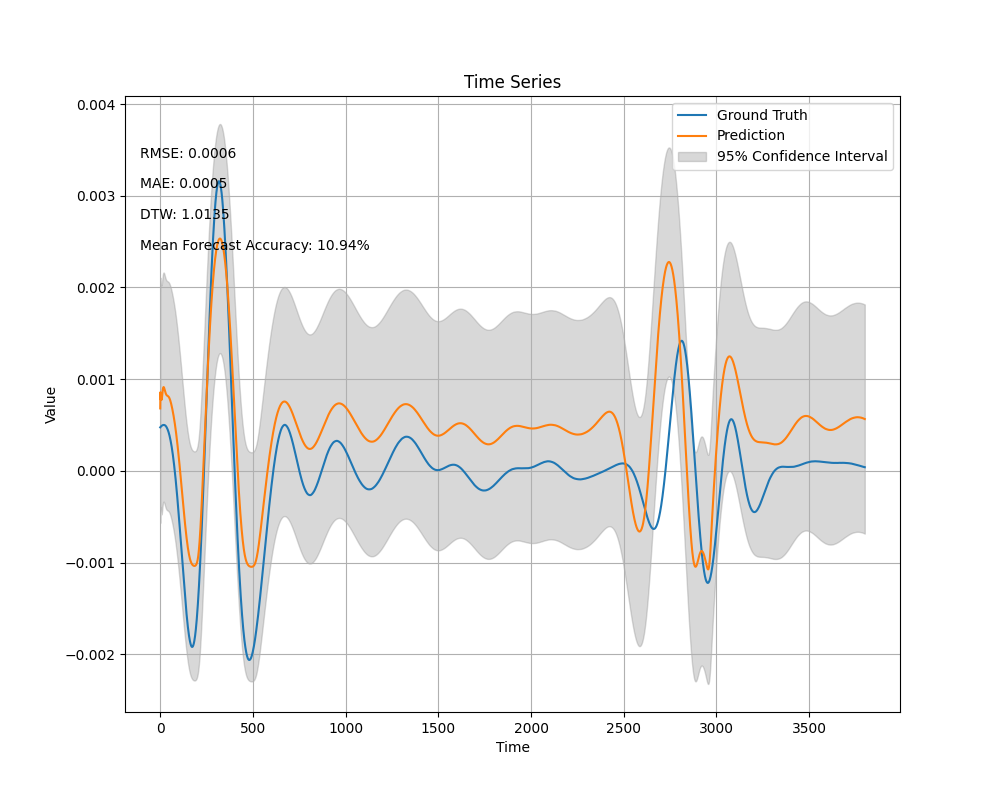 Time Series
Ground Truth
Prediction
95% Confidence Interval
RMSE: 0.0006
MAE: 0.0005
DTW: 1.0135
Mean Forecast Accuracy: 10.94%
0.004
0.003
0.002
0.001
0.000
−0.001
−0.002
Value
0 500 1000 1500 2000 2500 3000 3500
Time